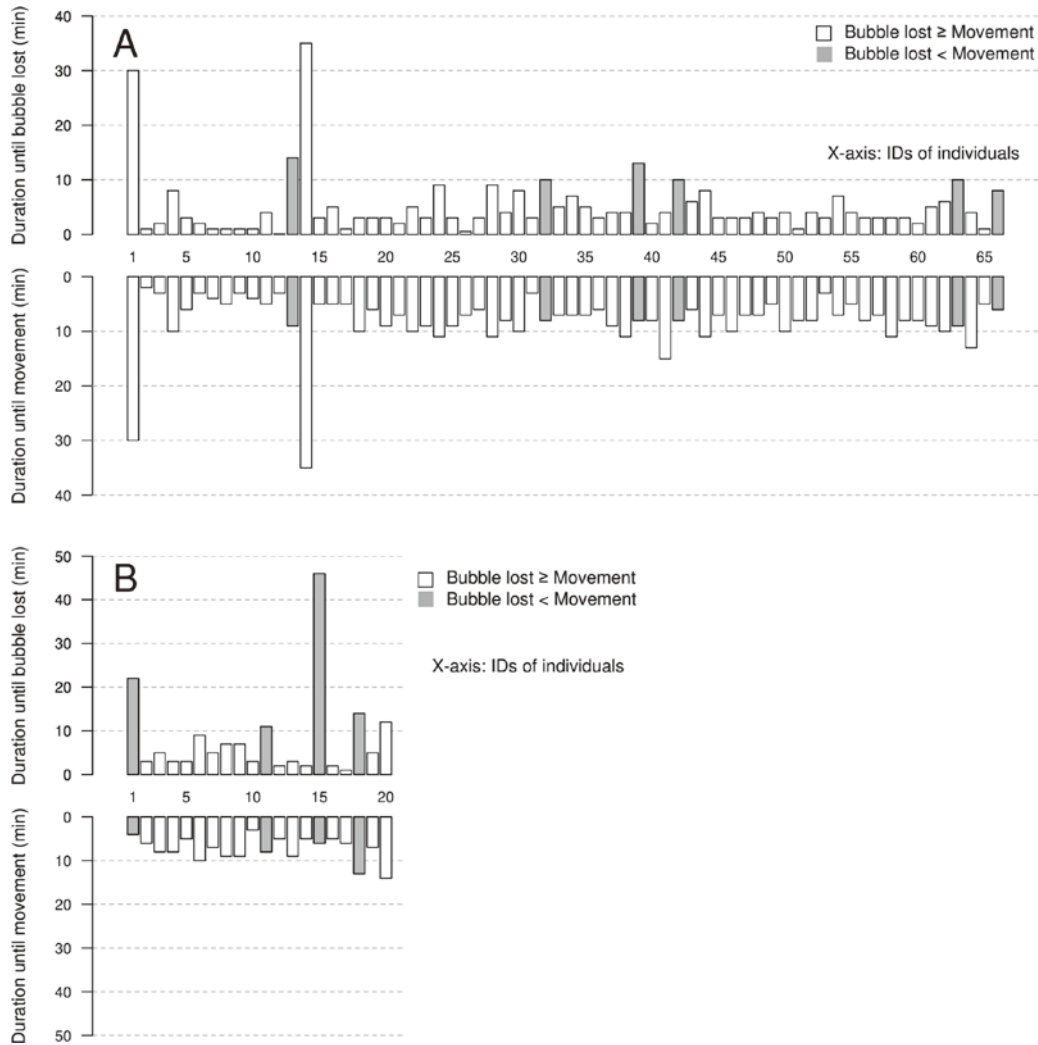 A
Bubble lost ≥ Movement
Bubble lost < Movement
X-axis: IDs of individuals
Duration until bubble lost (min)
40
30
20
10
0
1 5 10 15 20 25 30 35 40 45 50 55 60 65
Duration until movement (min)
0
10
20
30
40
B
Bubble lost ≥ Movement
Bubble lost < Movement
X-axis: IDs of individuals
Duration until bubble lost (min)
50
40
30
20
10
0
1 5 10 15 20
Duration until movement (min)
0
10
20
30
40
50